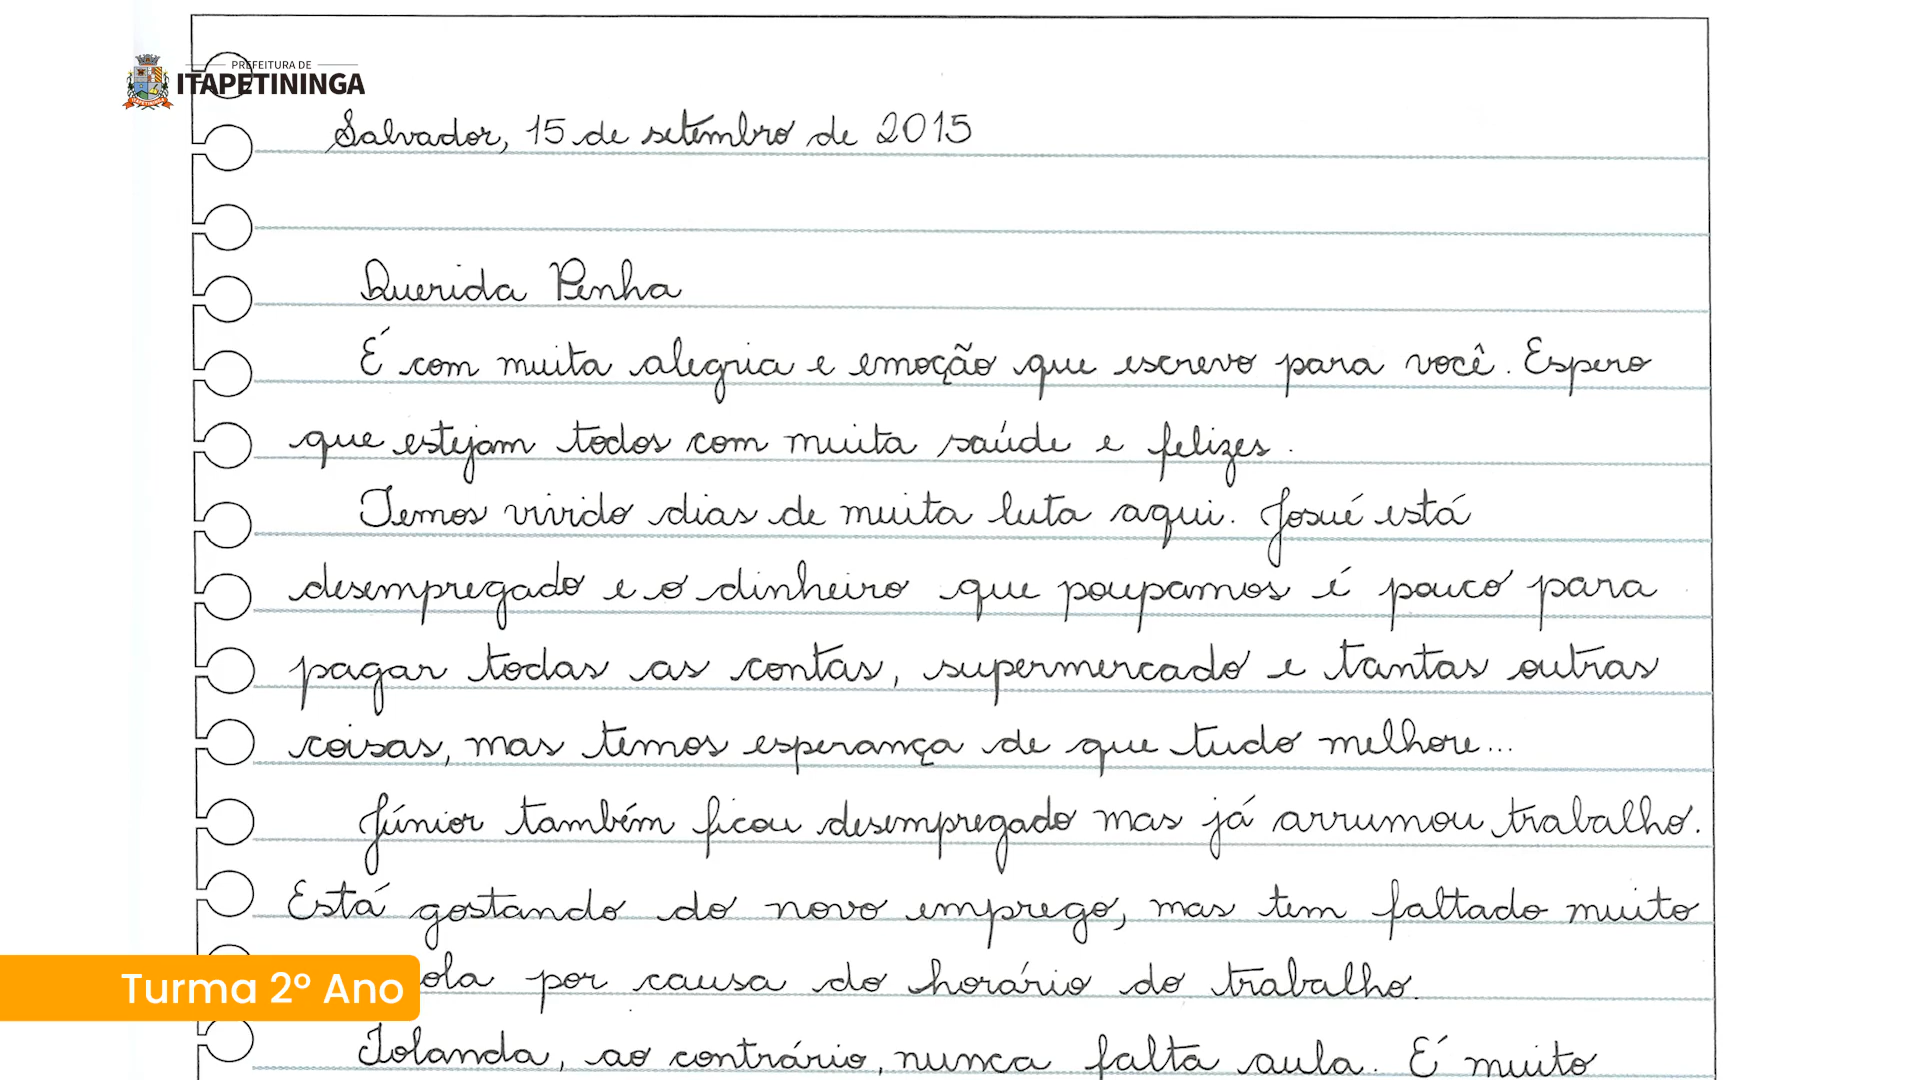 PREFEITURA DE
ITAPETININGA
Salvador, 15 de setembro de 2015
Querida Penha
É com muita alegria e emoção que escrevo para você. Espero
que estejam todos com muita saúde e felizes.
Temos vivido dias de muita luta aqui. Josué está
desempregado e o dinheiro que poupamos é pouco para
pagar todas as contas, supermercado e tantas outras
coisas, mas temos esperança de que tudo melhore...
Júnior também ficou desempregado mas já arrumou trabalho.
Está gostando do novo emprego, mas tem faltado muito
ola por causa do horário do trabalho.
Turma 2º Ano
Iolanda, ao contrário, nunca falta aula. É muito